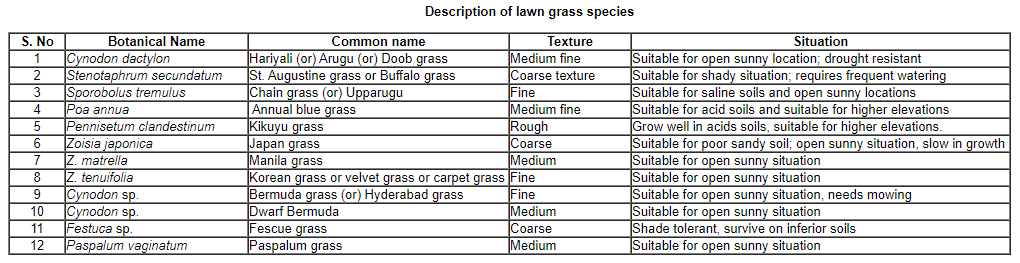 Description of lawn grass species
S. No Botanical Name Common name Texture Situation
1 Cynodon dactylon Hariyali (or) Arugu (or) Doob grass Medium fine Suitable for open sunny location; drought resistant
2 Stenotaphrum secundatum St. Augustine grass or Buffalo grass Coarse texture Suitable for shady situation; requires frequent watering
3 Sporobolus tremulus Chain grass (or) Upparugu Fine Suitable for saline soils and open sunny locations
4 Poa annua Annual blue grass Medium fine Suitable for acid soils and suitable for higher elevations
5 Pennisetum clandestinum Kikuyu grass Rough Grow well in acids soils, suitable for higher elevations.
6 Zoisia japonica Japan grass Coarse Suitable for poor sandy soil; open sunny situation, slow in growth
7 Z. matrella Manila grass Medium Suitable for open sunny situation
8 Z. tenuifolia Korean grass or velvet grass or carpet grass Fine Suitable for open sunny situation
9 Cynodon sp. Bermuda grass (or) Hyderabad grass Fine Suitable for open sunny situation, needs mowing
10 Cynodon sp. Dwarf Bermuda Medium Suitable for open sunny situation
11 Festuca sp. Fescue grass Coarse Shade tolerant, survive on inferior soils
12 Paspalum vaginatum Paspalum grass Medium Suitable for open sunny situation